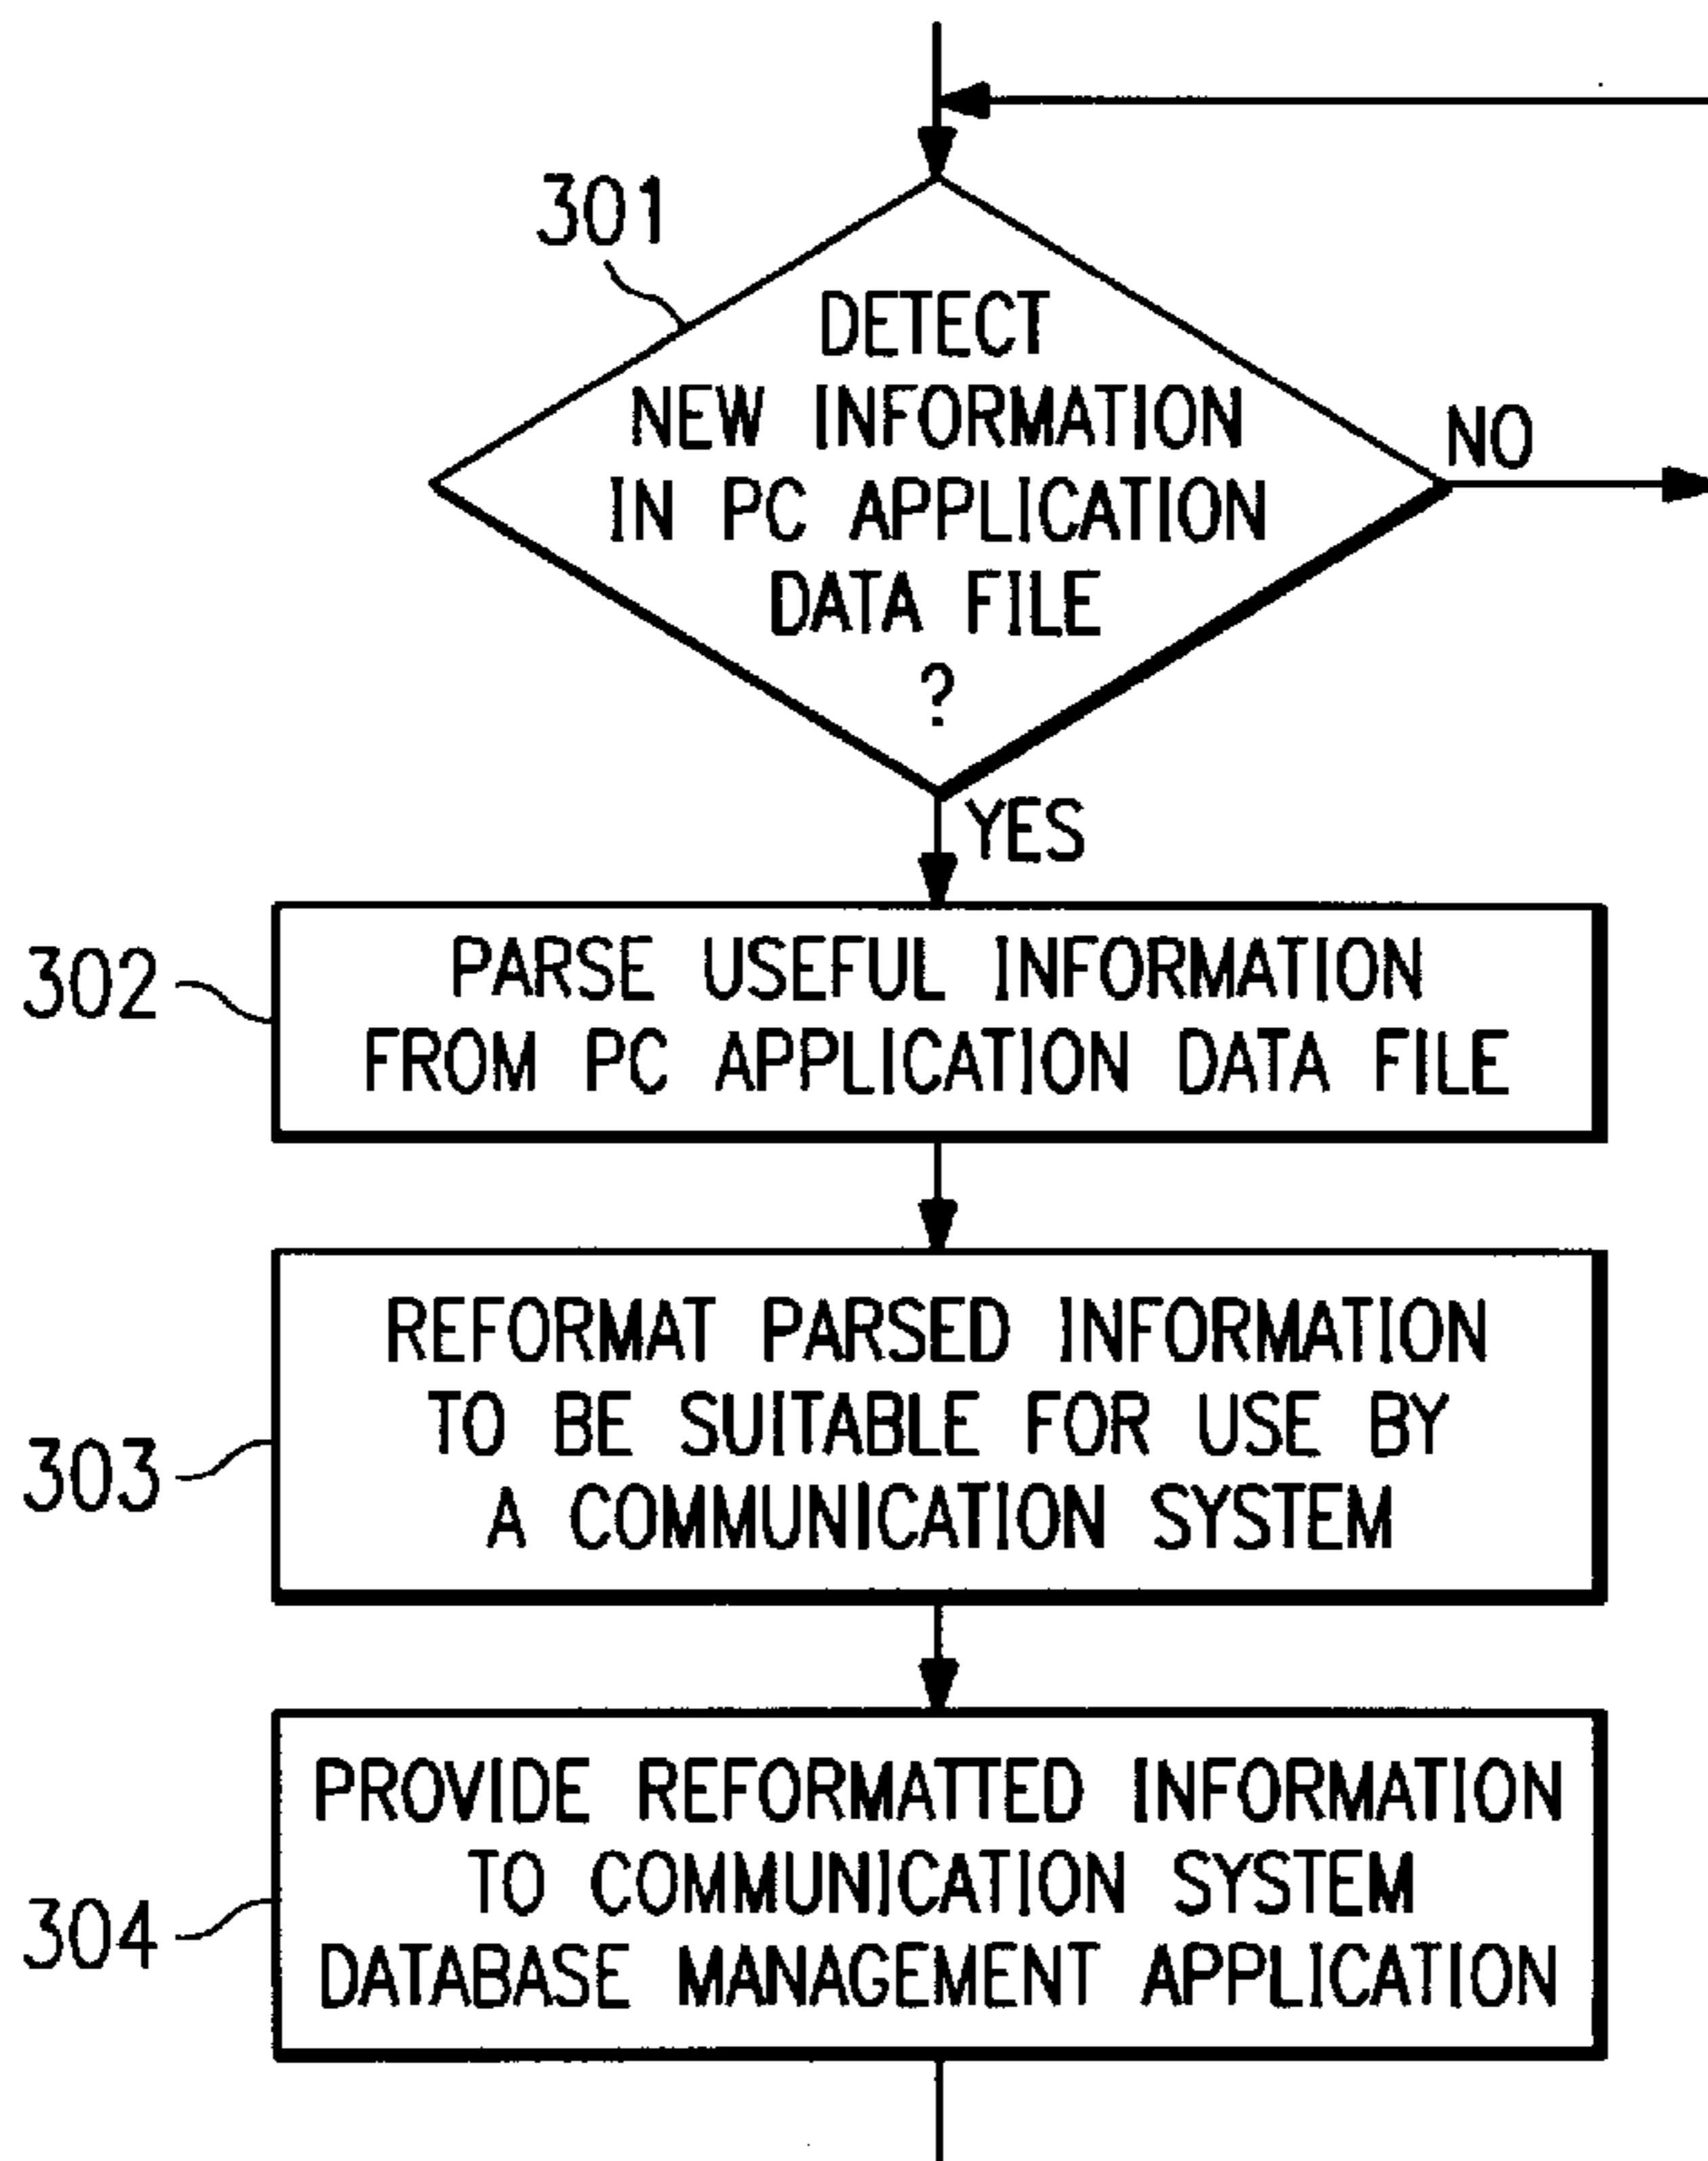 301
DETECT
NEW INFORMATION
IN PC APPLICATION
DATA FILE
?
NO
YES
302
PARSE USEFUL INFORMATION
FROM PC APPLICATION DATA FILE
303
REFORMAT PARSED INFORMATION
TO BE SUITABLE FOR USE BY
A COMMUNICATION SYSTEM
304
PROVIDE REFORMATTED INFORMATION
TO COMMUNICATION SYSTEM
DATABASE MANAGEMENT APPLICATION